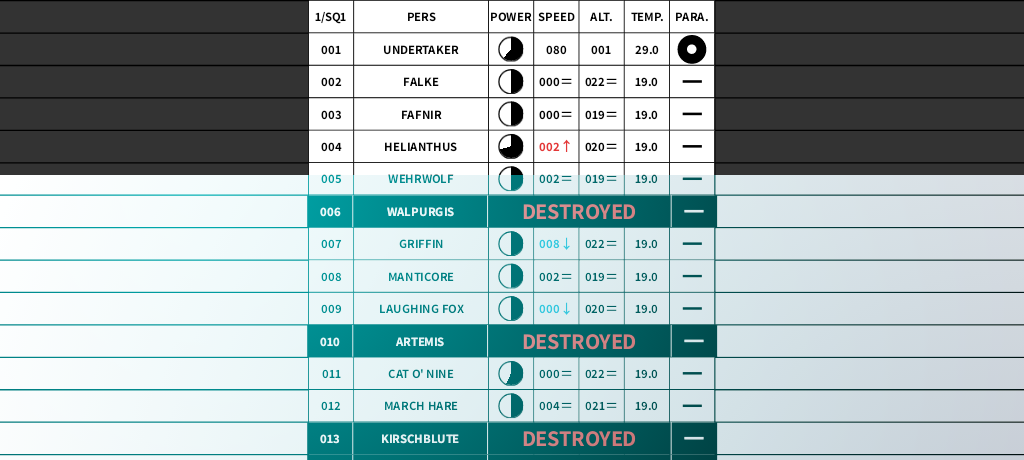 1/SQ1 PERS POWER SPEED ALT. TEMP. PARA.
001 UNDERTAKER 080 001 29.0
002 FALKE 000= 022= 19.0 —
003 FAFNIR 000= 019= 19.0 —
004 HELIANTHUS 002↑ 020= 19.0 —
005 WEHRWOLF 002= 019= 19.0 —
006 WALPURGIS DESTROYED —
007 GRIFFIN 008↓ 022= 19.0 —
008 MANTICORE 002= 019= 19.0 —
009 LAUGHING FOX 000↓ 020= 19.0 —
010 ARTEMIS DESTROYED —
011 CAT O' NINE 000= 022= 19.0 —
012 MARCH HARE 004= 021= 19.0 —
013 KIRSCHBLUTE DESTROYED —